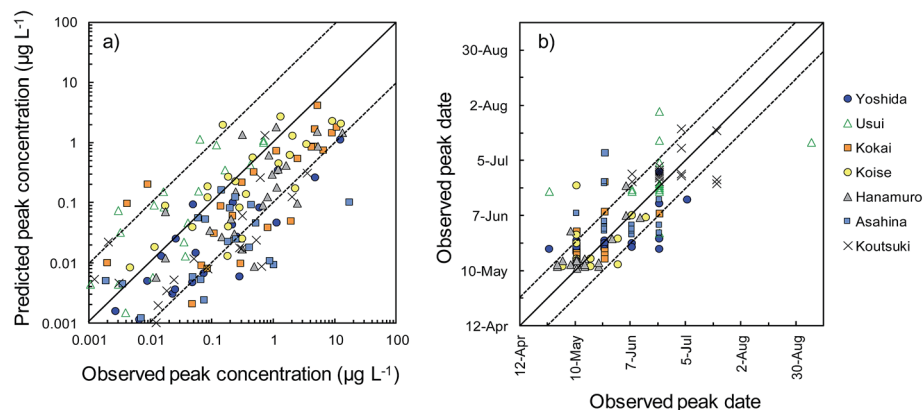 a)
Predicted peak concentration (µg L-1)
100
10
1
0.1
0.01
0.001
0.001 0.01 0.1 1 10 100
Observed peak concentration (µg L-1)
b)
Observed peak date
30-Aug
2-Aug
5-Jul
7-Jun
10-May
12-Apr
12-Apr
10-May
7-Jun
5-Jul
2-Aug
30-Aug
Observed peak date
Yoshida
Usui
Kokai
Koise
Hanamuro
Asahina
Koutsuki